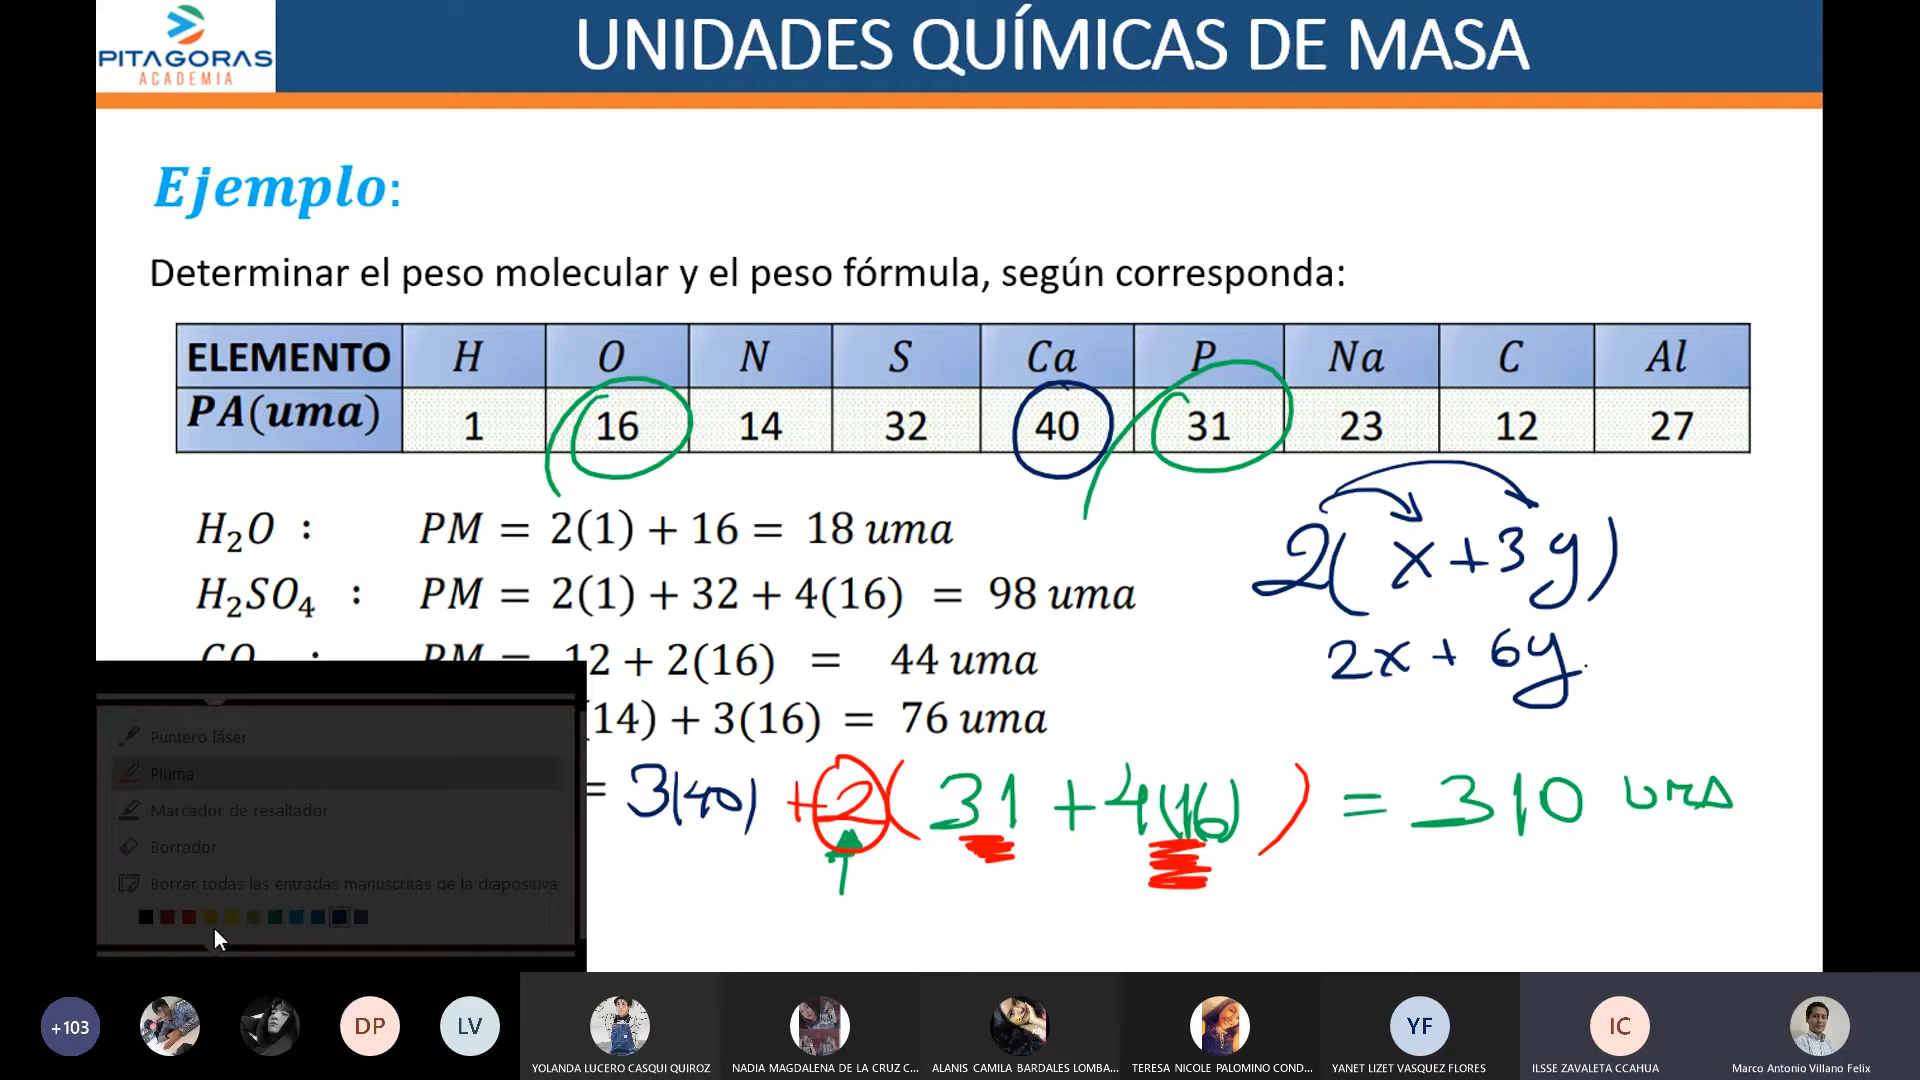 PITAGORAS
ACADEMIA
UNIDADES QUÍMICAS DE MASA
Ejemplo:
Determinar el peso molecular y el peso fórmula, según corresponda:
ELEMENTO H O N S Ca P Na C Al
PA(uma) 1 16 14 32 40 31 23 12 27
H₂O : PM = 2(1) + 16 = 18 uma
2(x+3y)
H₂SO₄ : PM = 2(1) + 32 + 4(16) = 98 uma
2x + 6y
CO : PM = 12 + 2(16) = 44 uma
(14) + 3(16) = 76 uma
= 3(40) + 2(31 + 4(16)) = 310
Puntero láser
Pluma
Marcador de resaltador
Borrador
Borrar todas las entradas manuscritas de la diapositiva
+103
DP
LV
YF
IC
YOLANDA LUCERO CASQUI QUIROZ
NADIA MAGDALENA DE LA CRUZ C...
ALANIS CAMILA BARDALES LOMBA...
TERESA NICOLE PALOMINO COND...
YANET LIZET VASQUEZ FLORES
ILSSE ZAVALETA CCAHUA
Marco Antonio Villano Felix